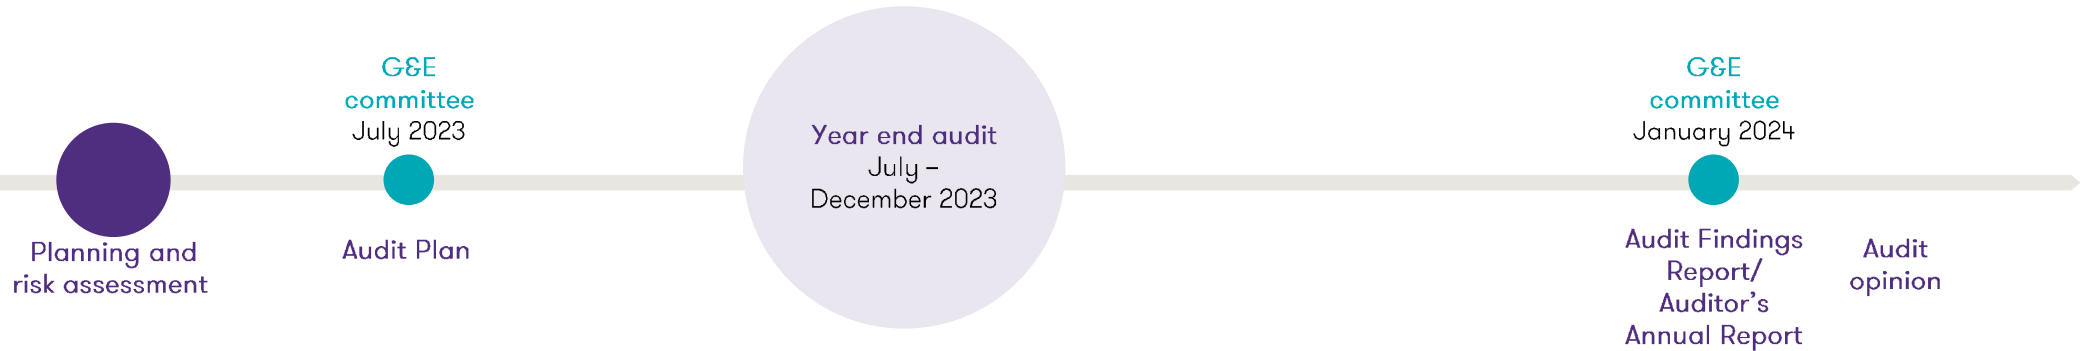 Planning and
risk assessment
G&E
committee
July 2023
Audit Plan
Year end audit
July –
December 2023
G&E
committee
January 2024
Audit Findings
Report/
Auditor’s
Annual Report
Audit
opinion